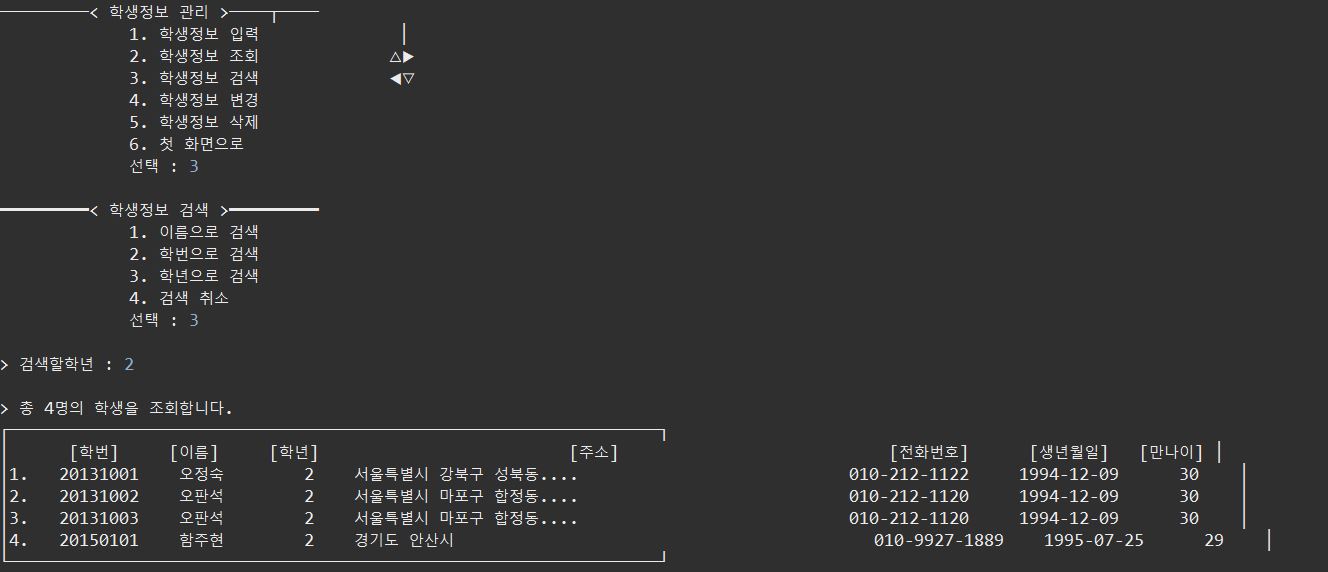 < 학생정보 관리 >
1. 학생정보 입력
2. 학생정보 조회 △▶
3. 학생정보 검색 ◀▽
4. 학생정보 변경
5. 학생정보 삭제
6. 첫 화면으로
선택 : 3
< 학생정보 검색 >
1. 이름으로 검색
2. 학번으로 검색
3. 학년으로 검색
4. 검색 취소
선택 : 3
> 검색할학년 : 2
> 총 4명의 학생을 조회합니다.
[학번] [이름] [학년] [주소] [전화번호] [생년월일] [만나이]
1. 20131001 오정숙 2 서울특별시 강북구 성북동.... 010-212-1122 1994-12-09 30
2. 20131002 오판석 2 서울특별시 마포구 합정동.... 010-212-1120 1994-12-09 30
3. 20131003 오판석 2 서울특별시 마포구 합정동.... 010-212-1120 1994-12-09 30
4. 20150101 함주현 2 경기도 안산시 010-9927-1889 1995-07-25 29